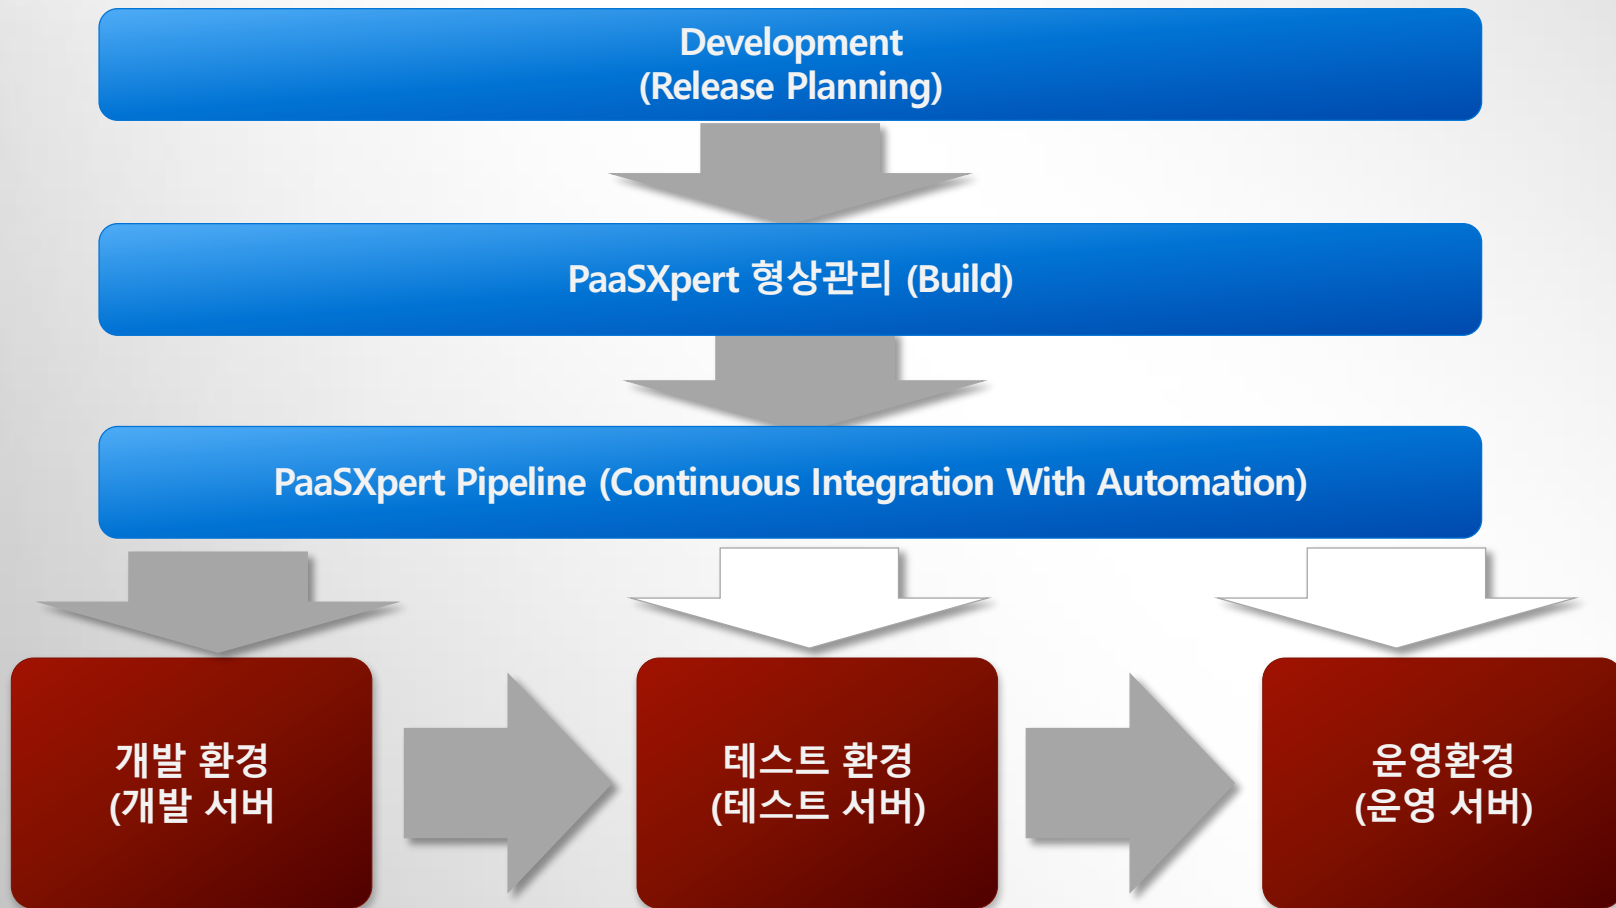 Development
(Release Planning)
PaaSXpert 형상관리 (Build)
PaaSXpert Pipeline (Continuous Integration With Automation)
개발 환경
(개발 서버
테스트 환경
(테스트 서버)
운영환경
(운영 서버)